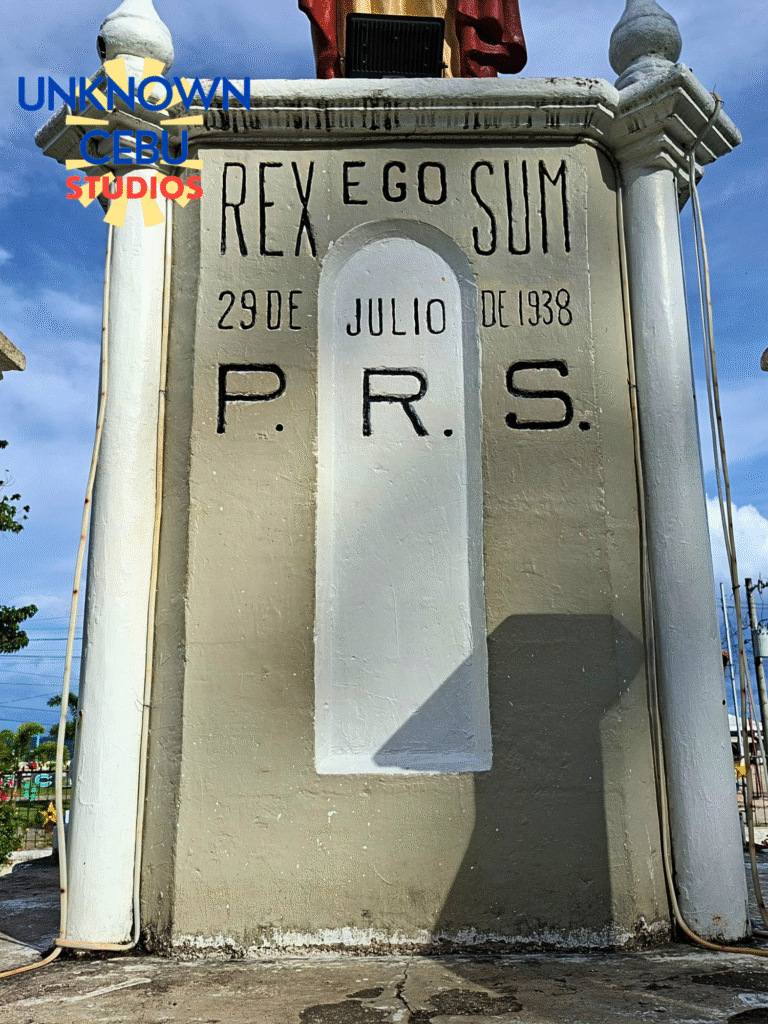 UNKNOWN
CEBU
STUDIOS
REX EGO SUM
29 DE JULIO DE 1938
P. R. S.